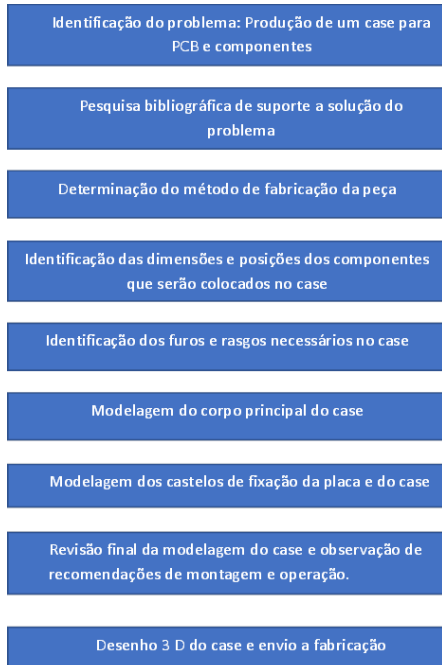 Identificação do problema: Produção de um case para
PCB e componentes
Pesquisa bibliográfica de suporte a solução do
problema
Determinação do método de fabricação da peça
Identificação das dimensões e posições dos componentes
que serão colocados no case
Identificação dos furos e rasgos necessários no case
Modelagem do corpo principal do case
Modelagem dos castelos de fixação da placa e do case
Revisão final da modelagem do case e observação de
recomendações de montagem e operação.
Desenho 3 D do case e envio a fabricação